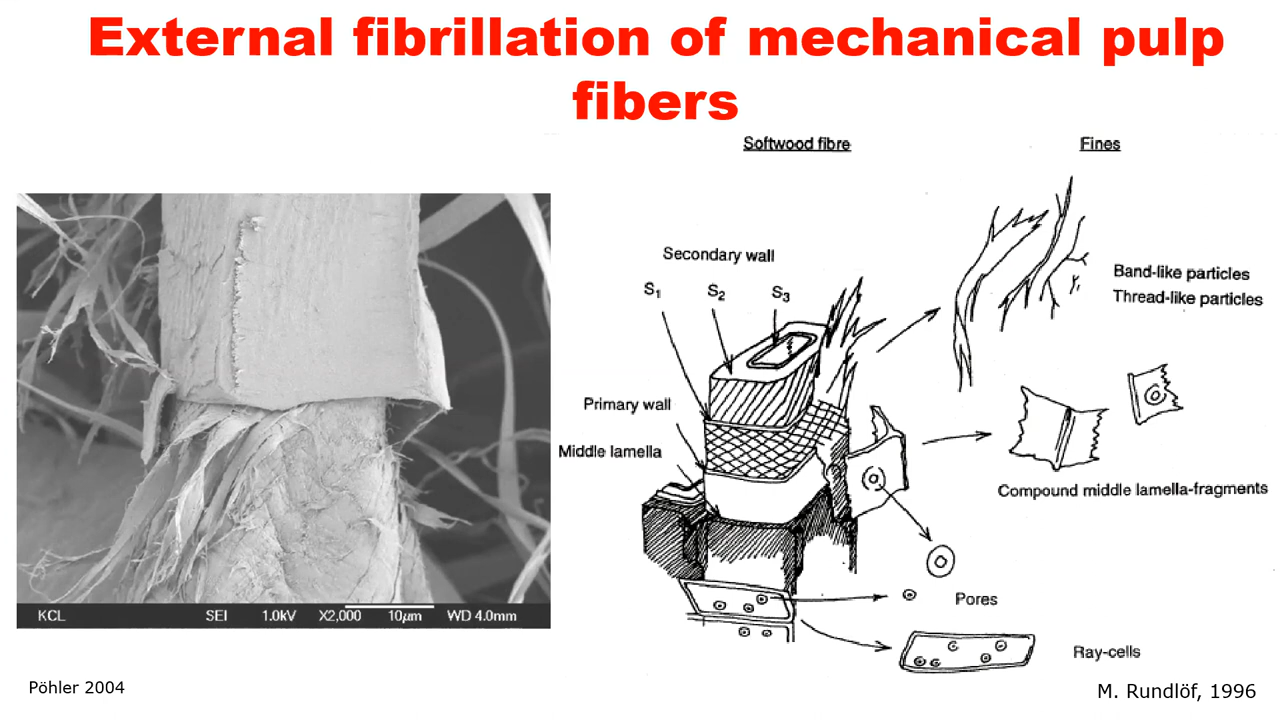 External fibrillation of mechanical pulp
fibers
Softwood fibre
Fines
Secondary wall
S1 S2 S3
Band-like particles
Thread-like particles
Primary wall
Middle lamella
Compound middle lamella-fragments
Pores
Ray-cells
KCL SEI 1.0kV X2,000 10µm WD 4.0mm
Pöhler 2004
M. Rundlöf, 1996